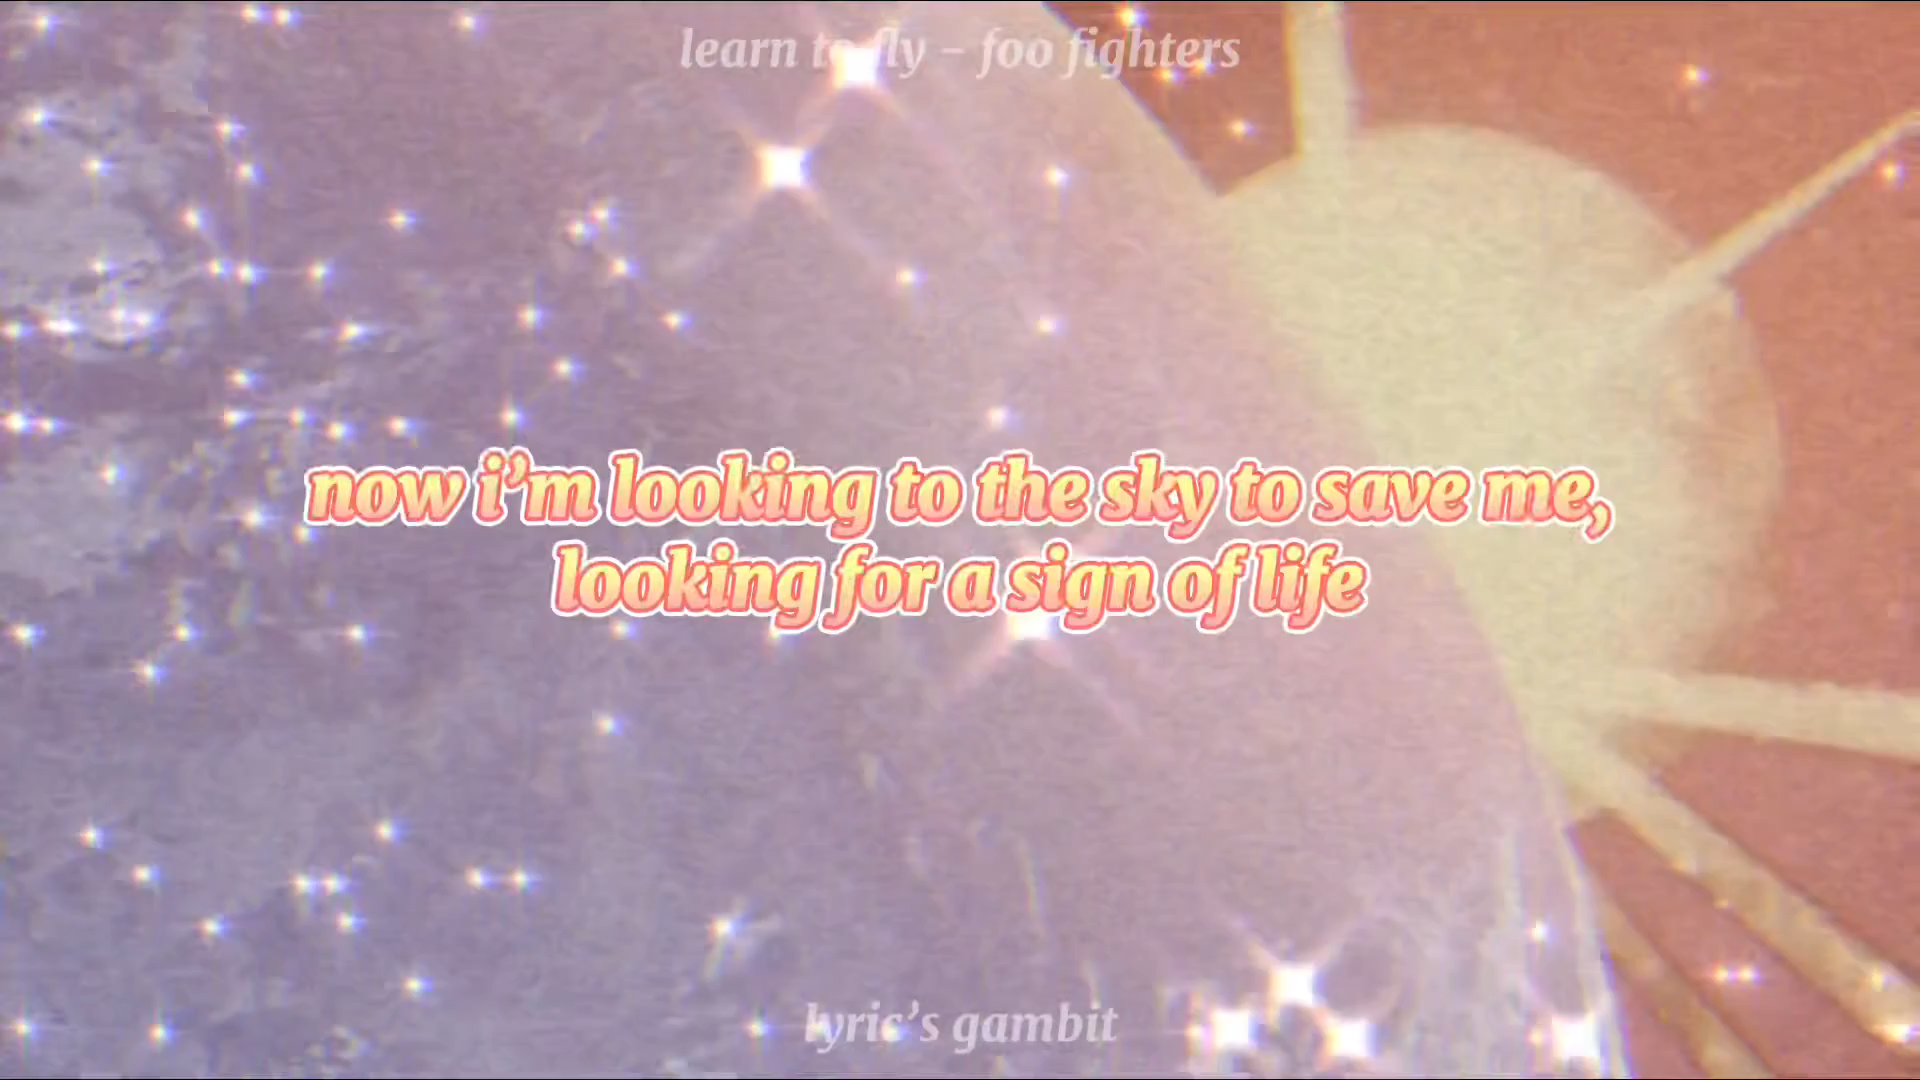 learn to fly – foo fighters
now i’m looking to the sky to save me,
looking for a sign of life
lyric’s gambit